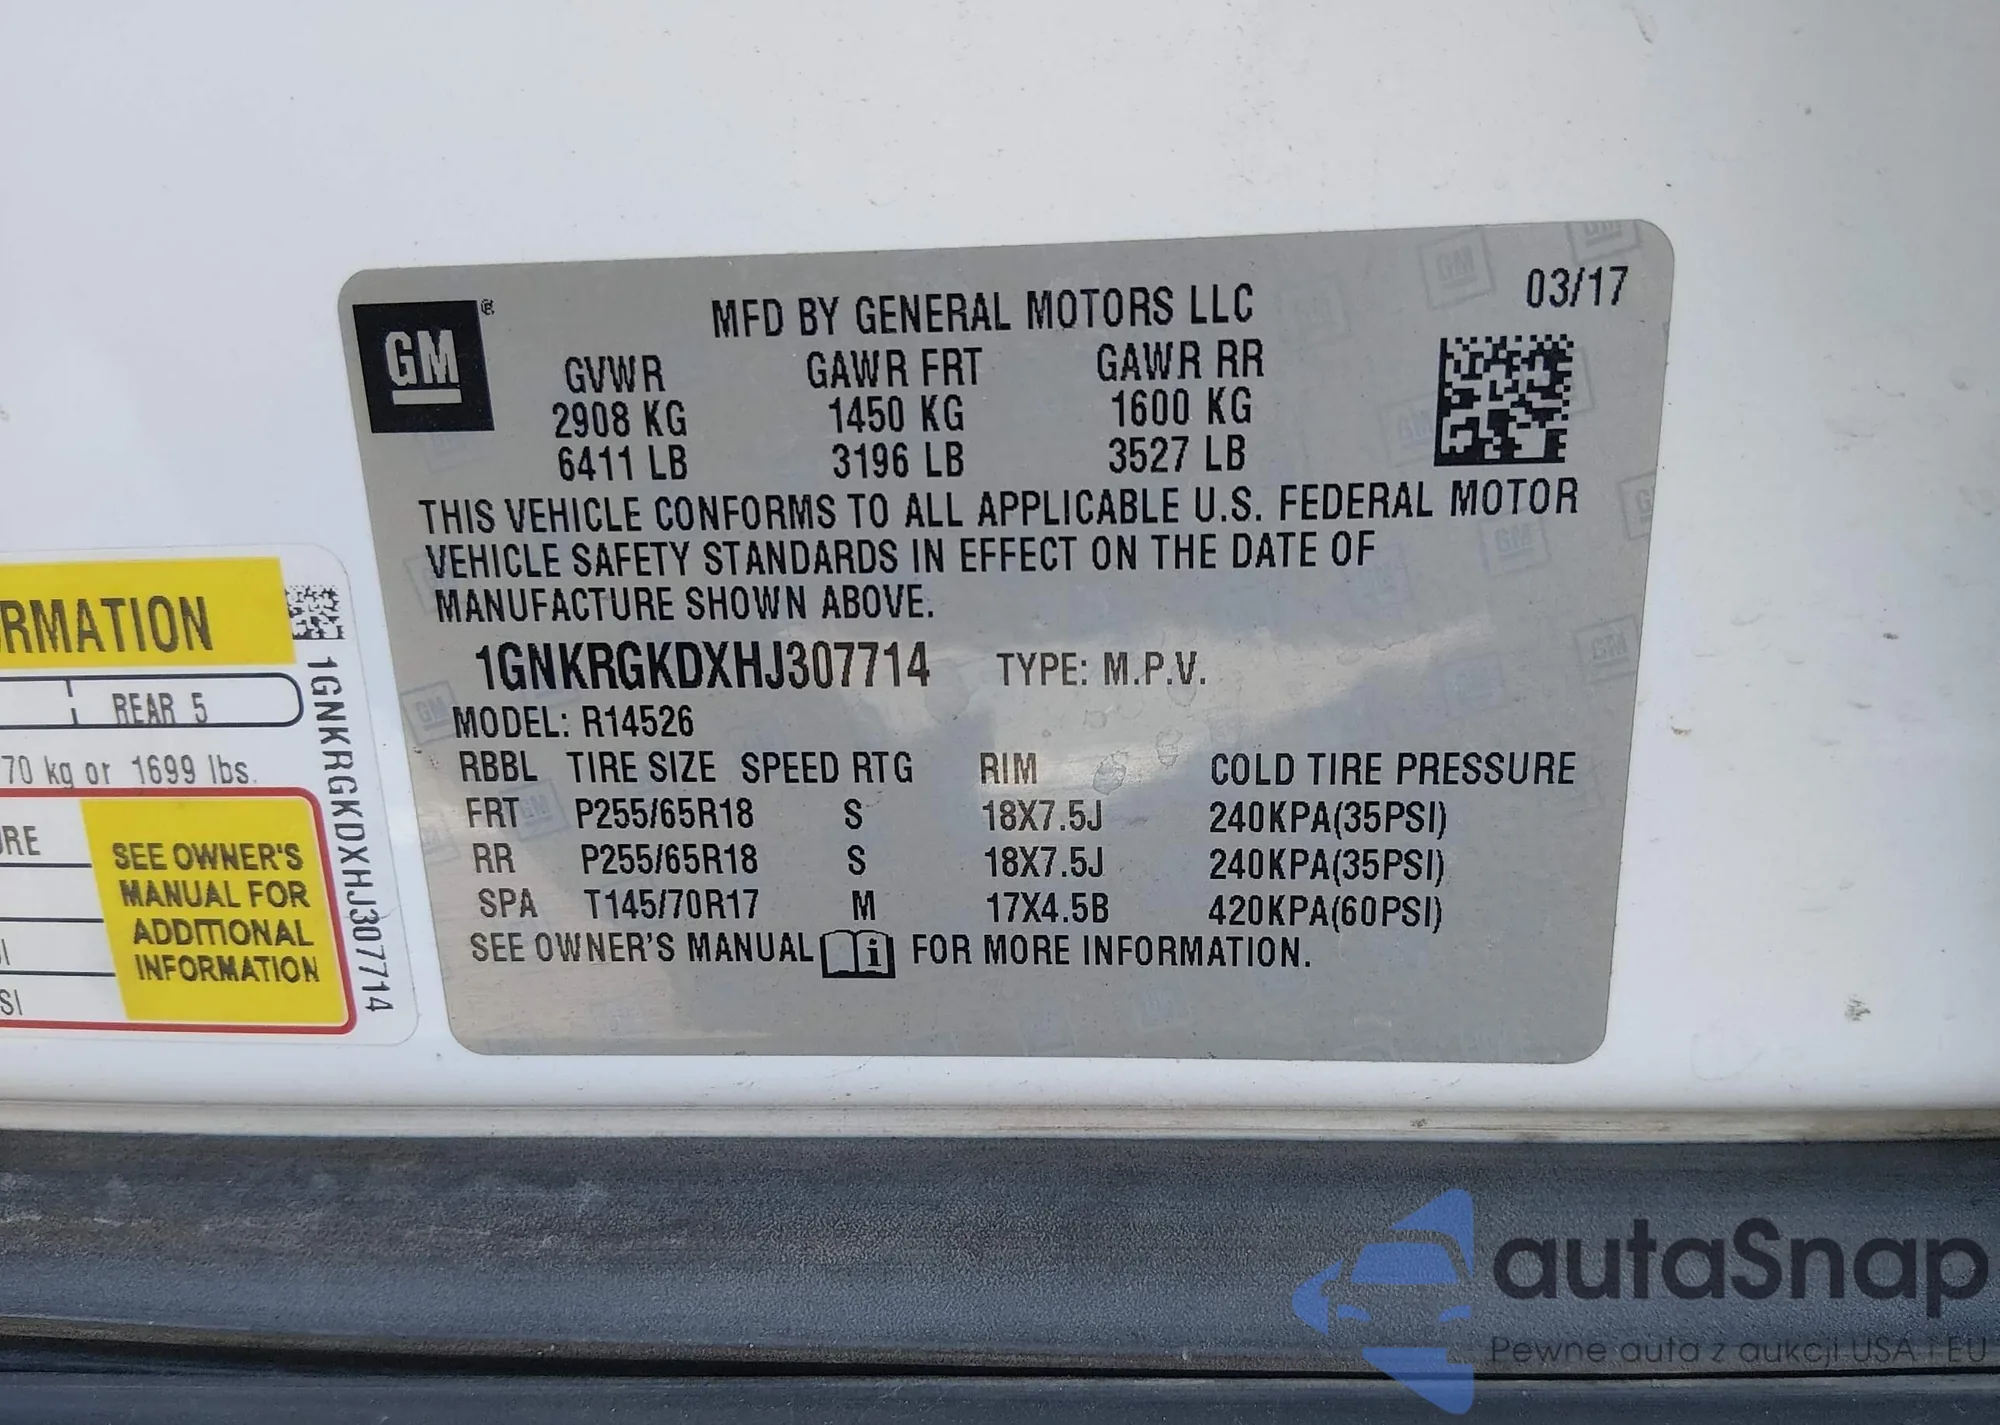 GM ®
MFD BY GENERAL MOTORS LLC
03/17
GVWR GAWR FRT GAWR RR
2908 KG 1450 KG 1600 KG
6411 LB 3196 LB 3527 LB
THIS VEHICLE CONFORMS TO ALL APPLICABLE U.S. FEDERAL MOTOR
VEHICLE SAFETY STANDARDS IN EFFECT ON THE DATE OF
MANUFACTURE SHOWN ABOVE.
1GNKRGKDXHJ307714 TYPE: M.P.V.
MODEL: R14526
RBBL TIRE SIZE SPEED RTG RIM COLD TIRE PRESSURE
FRT P255/65R18 S 18X7.5J 240KPA(35PSI)
RR P255/65R18 S 18X7.5J 240KPA(35PSI)
SPA T145/70R17 M 17X4.5B 420KPA(60PSI)
SEE OWNER'S MANUAL i FOR MORE INFORMATION.
RMATION
REAR 5
70 kg or 1699 lbs.
RE
SI
SEE OWNER'S
MANUAL FOR
ADDITIONAL
INFORMATION
1GNKRGKDXHJ307714
autaSnap
Pewne auta z aukcji USA i EU